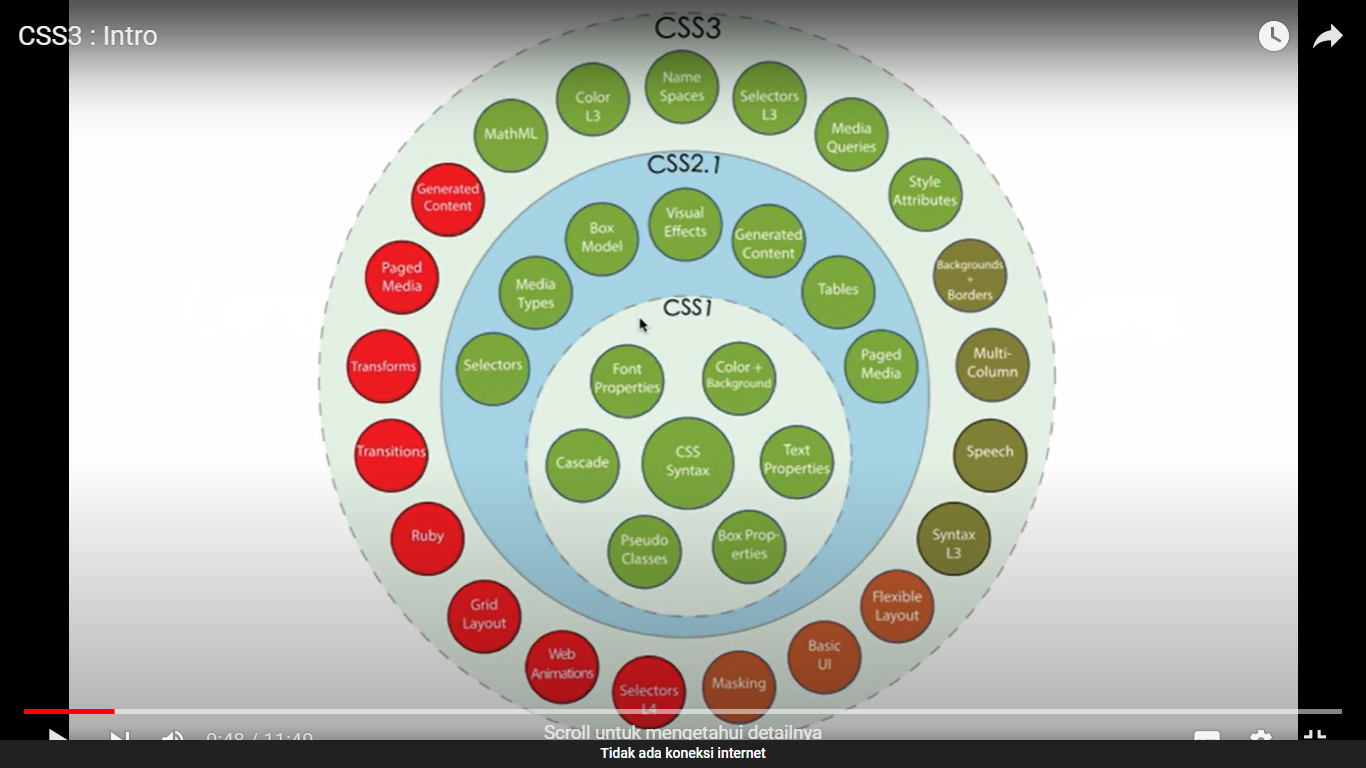 CSS3 : Intro
CSS3
Name
Spaces
Color
L3
Selectors
L3
MathML
Media
Queries
Generated
Content
Style
Attributes
Paged
Media
Backgrounds
+
Borders
Transforms
Multi-
Column
Transitions
Speech
Ruby
Syntax
L3
Grid
Layout
Flexible
Layout
Web
Animations
Basic
UI
Selectors
L4
Masking
CSS2.1
Visual
Effects
Box
Model
Generated
Content
Media
Types
Tables
Selectors
Paged
Media
CSS1
Font
Properties
Color +
Background
Cascade
CSS
Syntax
Text
Properties
Pseudo
Classes
Box Prop-
erties
0:48 / 11:49
Scroll untuk mengetahui detailnya
Tidak ada koneksi internet